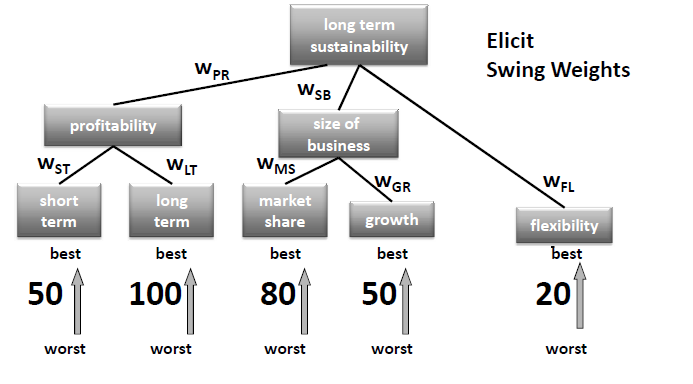 long term
sustainability
Elicit
Swing Weights
wPR
wSB
profitability
size of
business
wST
wLT
wMS
wGR
wFL
short
term
long
term
market
share
growth
flexibility
best
best
best
best
best
50
100
80
50
20
worst
worst
worst
worst
worst